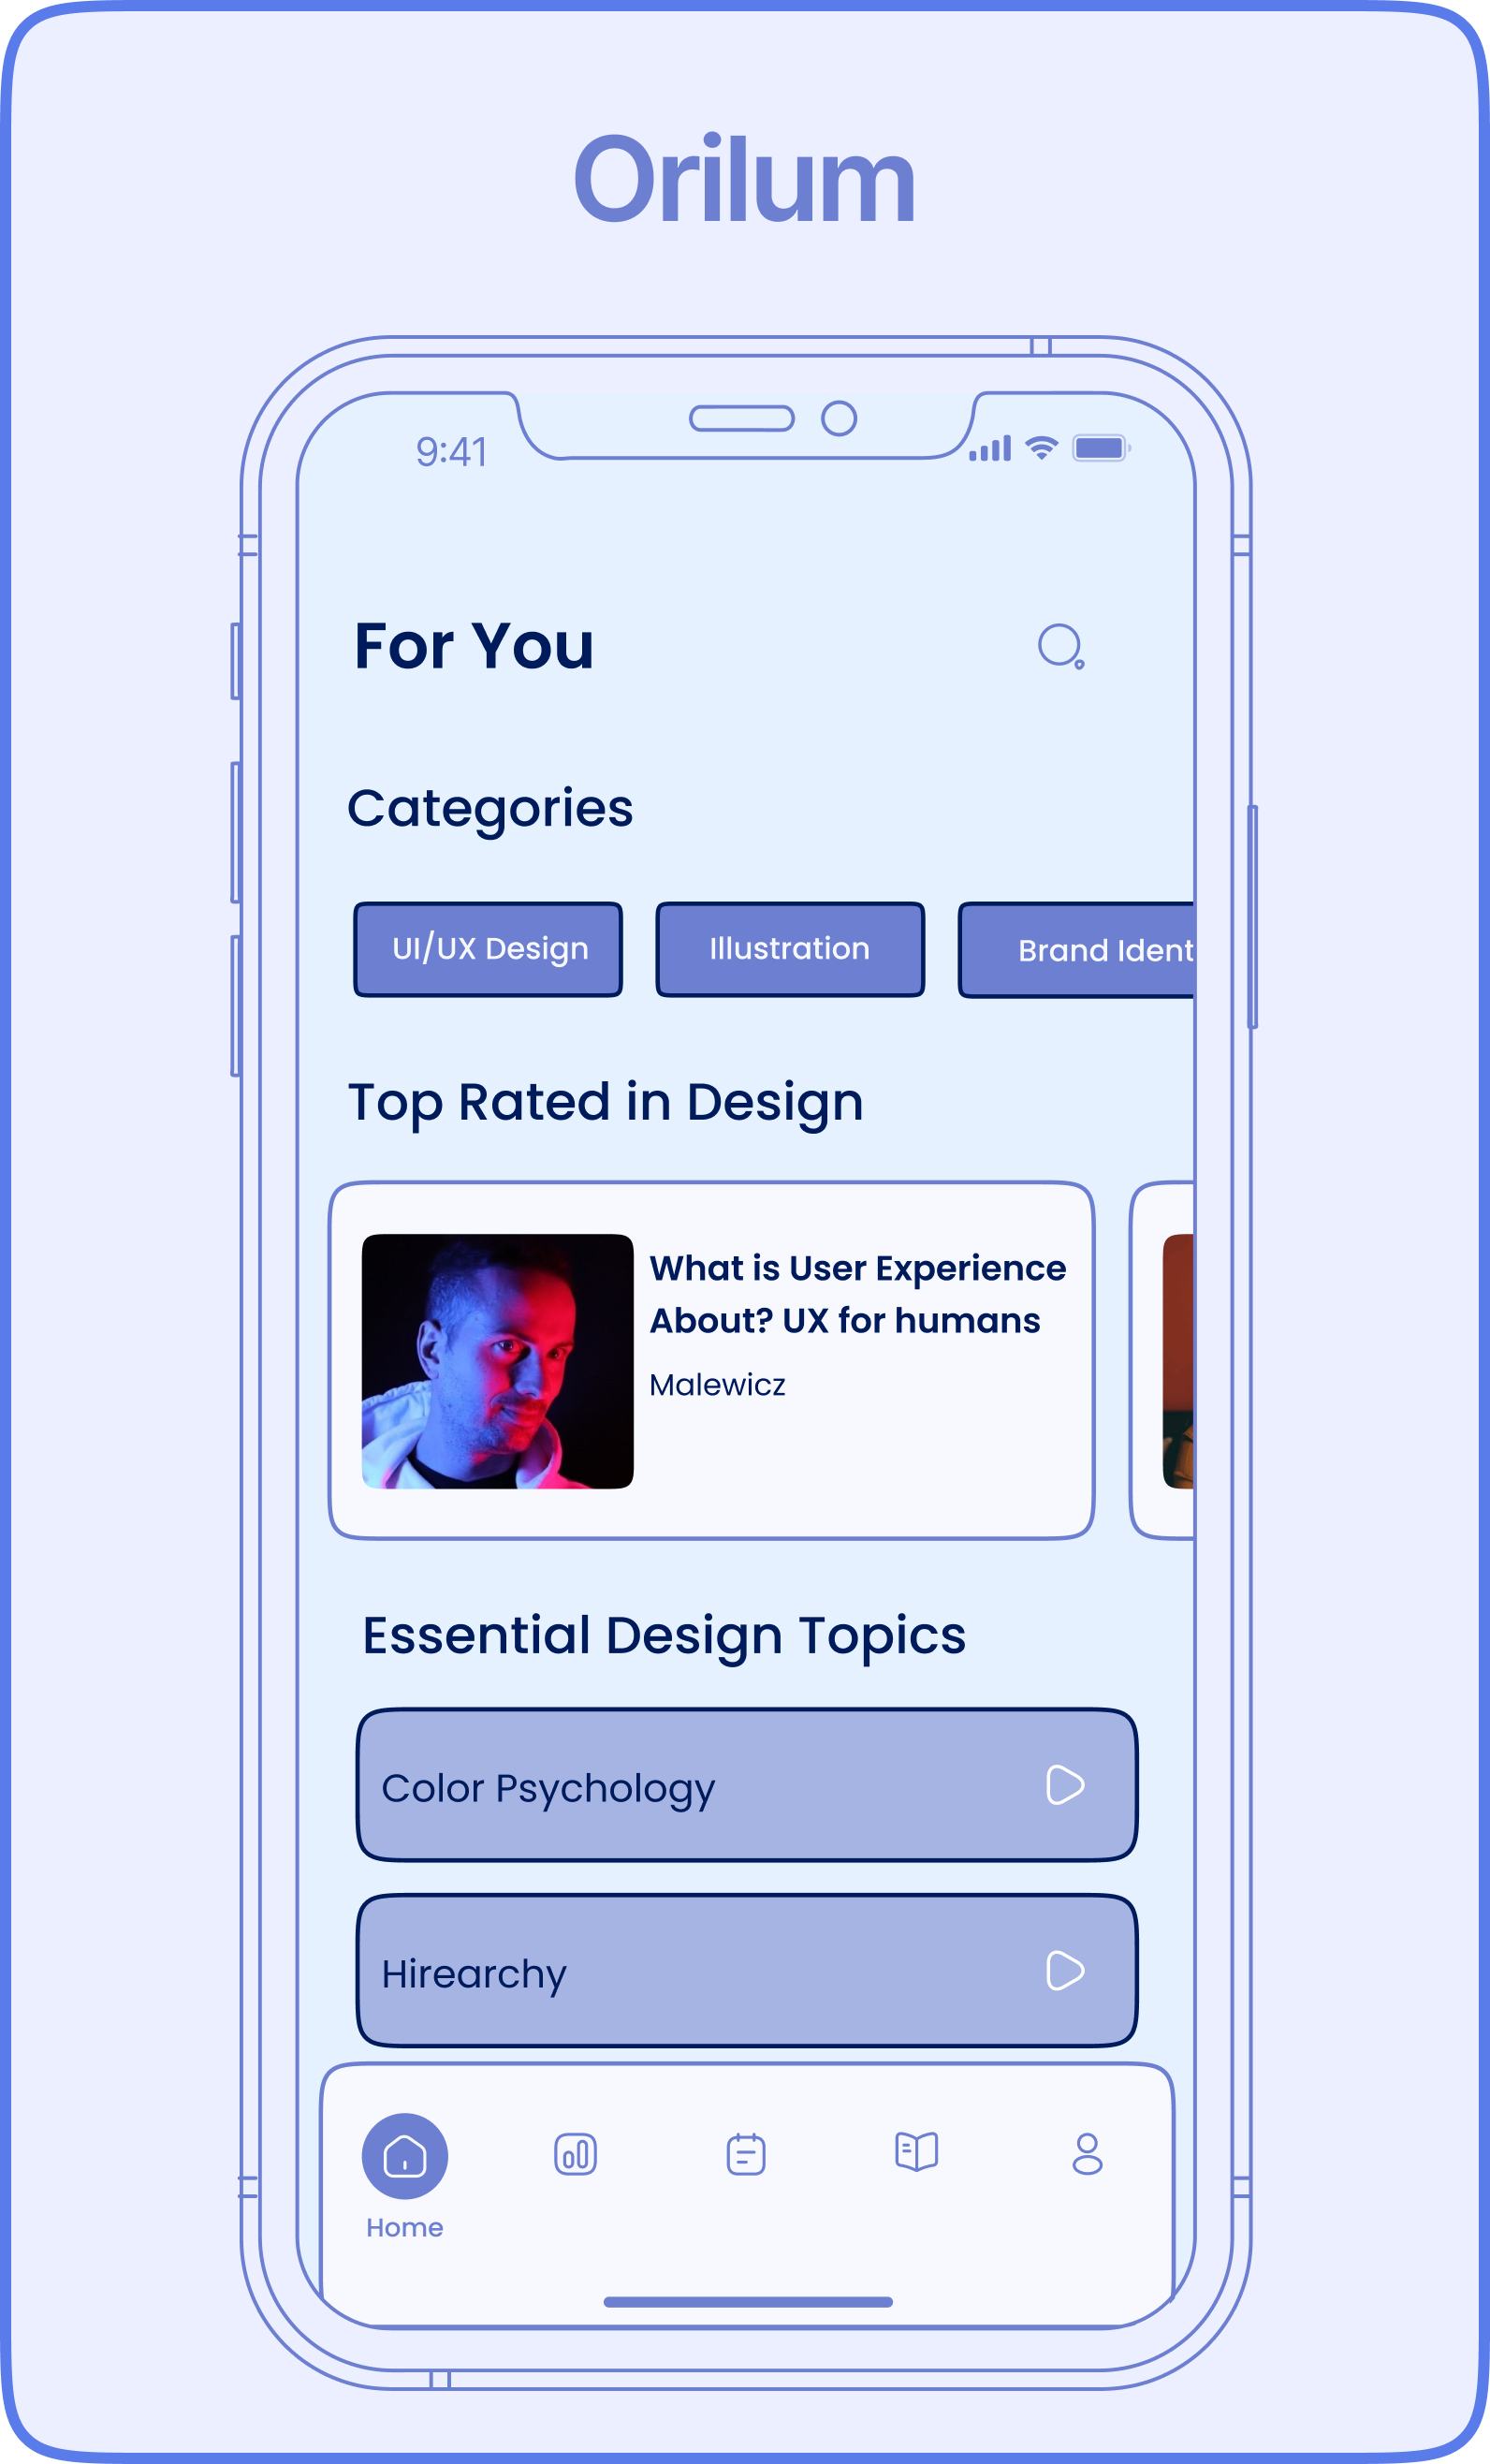 Orilum
9:41
For You
Categories
UI/UX Design
Illustration
Brand Ident
Top Rated in Design
What is User Experience
About? UX for humans
Malewicz
Essential Design Topics
Color Psychology
Hirearchy
Home